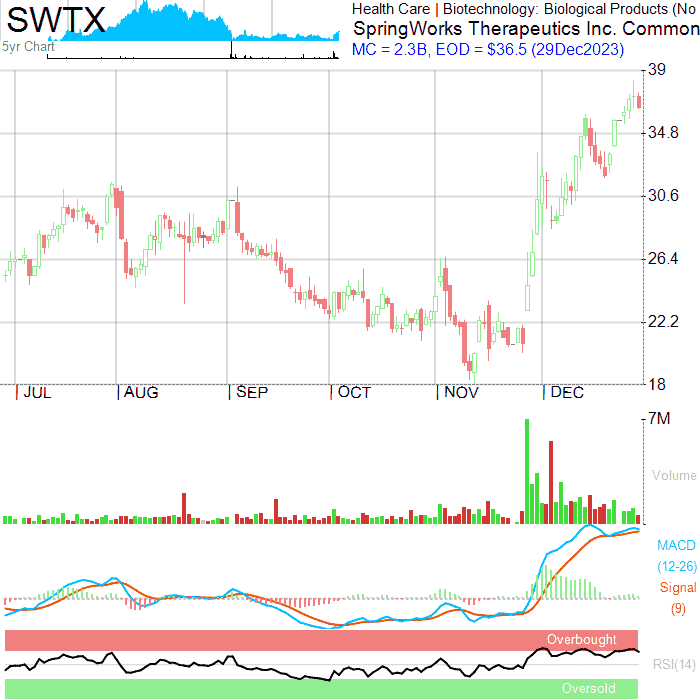 SWTX
Health Care | Biotechnology: Biological Products (No
SpringWorks Therapeutics Inc. Common
5yr Chart
MC = 2.3B, EOD = $36.5 (29Dec2023)
39
34.8
30.6
26.4
22.2
18
JUL AUG SEP OCT NOV DEC
7M
Volume
MACD
(12-26)
Signal
(9)
Overbought
RSI(14)
Oversold